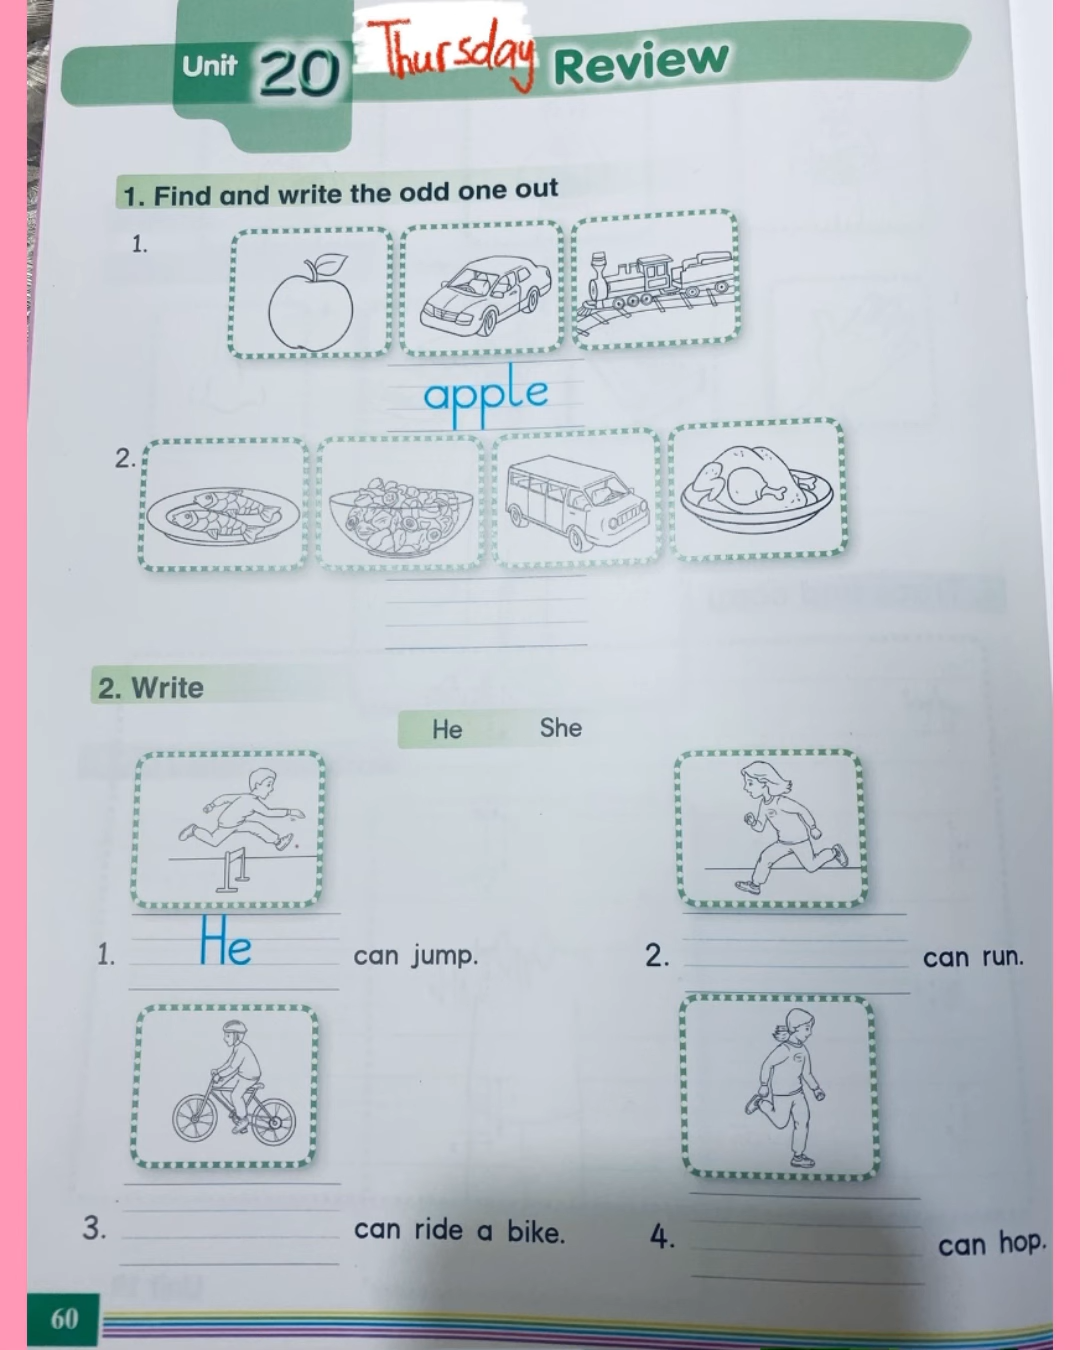 Unit 20 Thursday Review
1. Find and write the odd one out
1.
apple
2.
2. Write
He She
1. He can jump.
2. can run.
3. can ride a bike.
4. can hop.
60